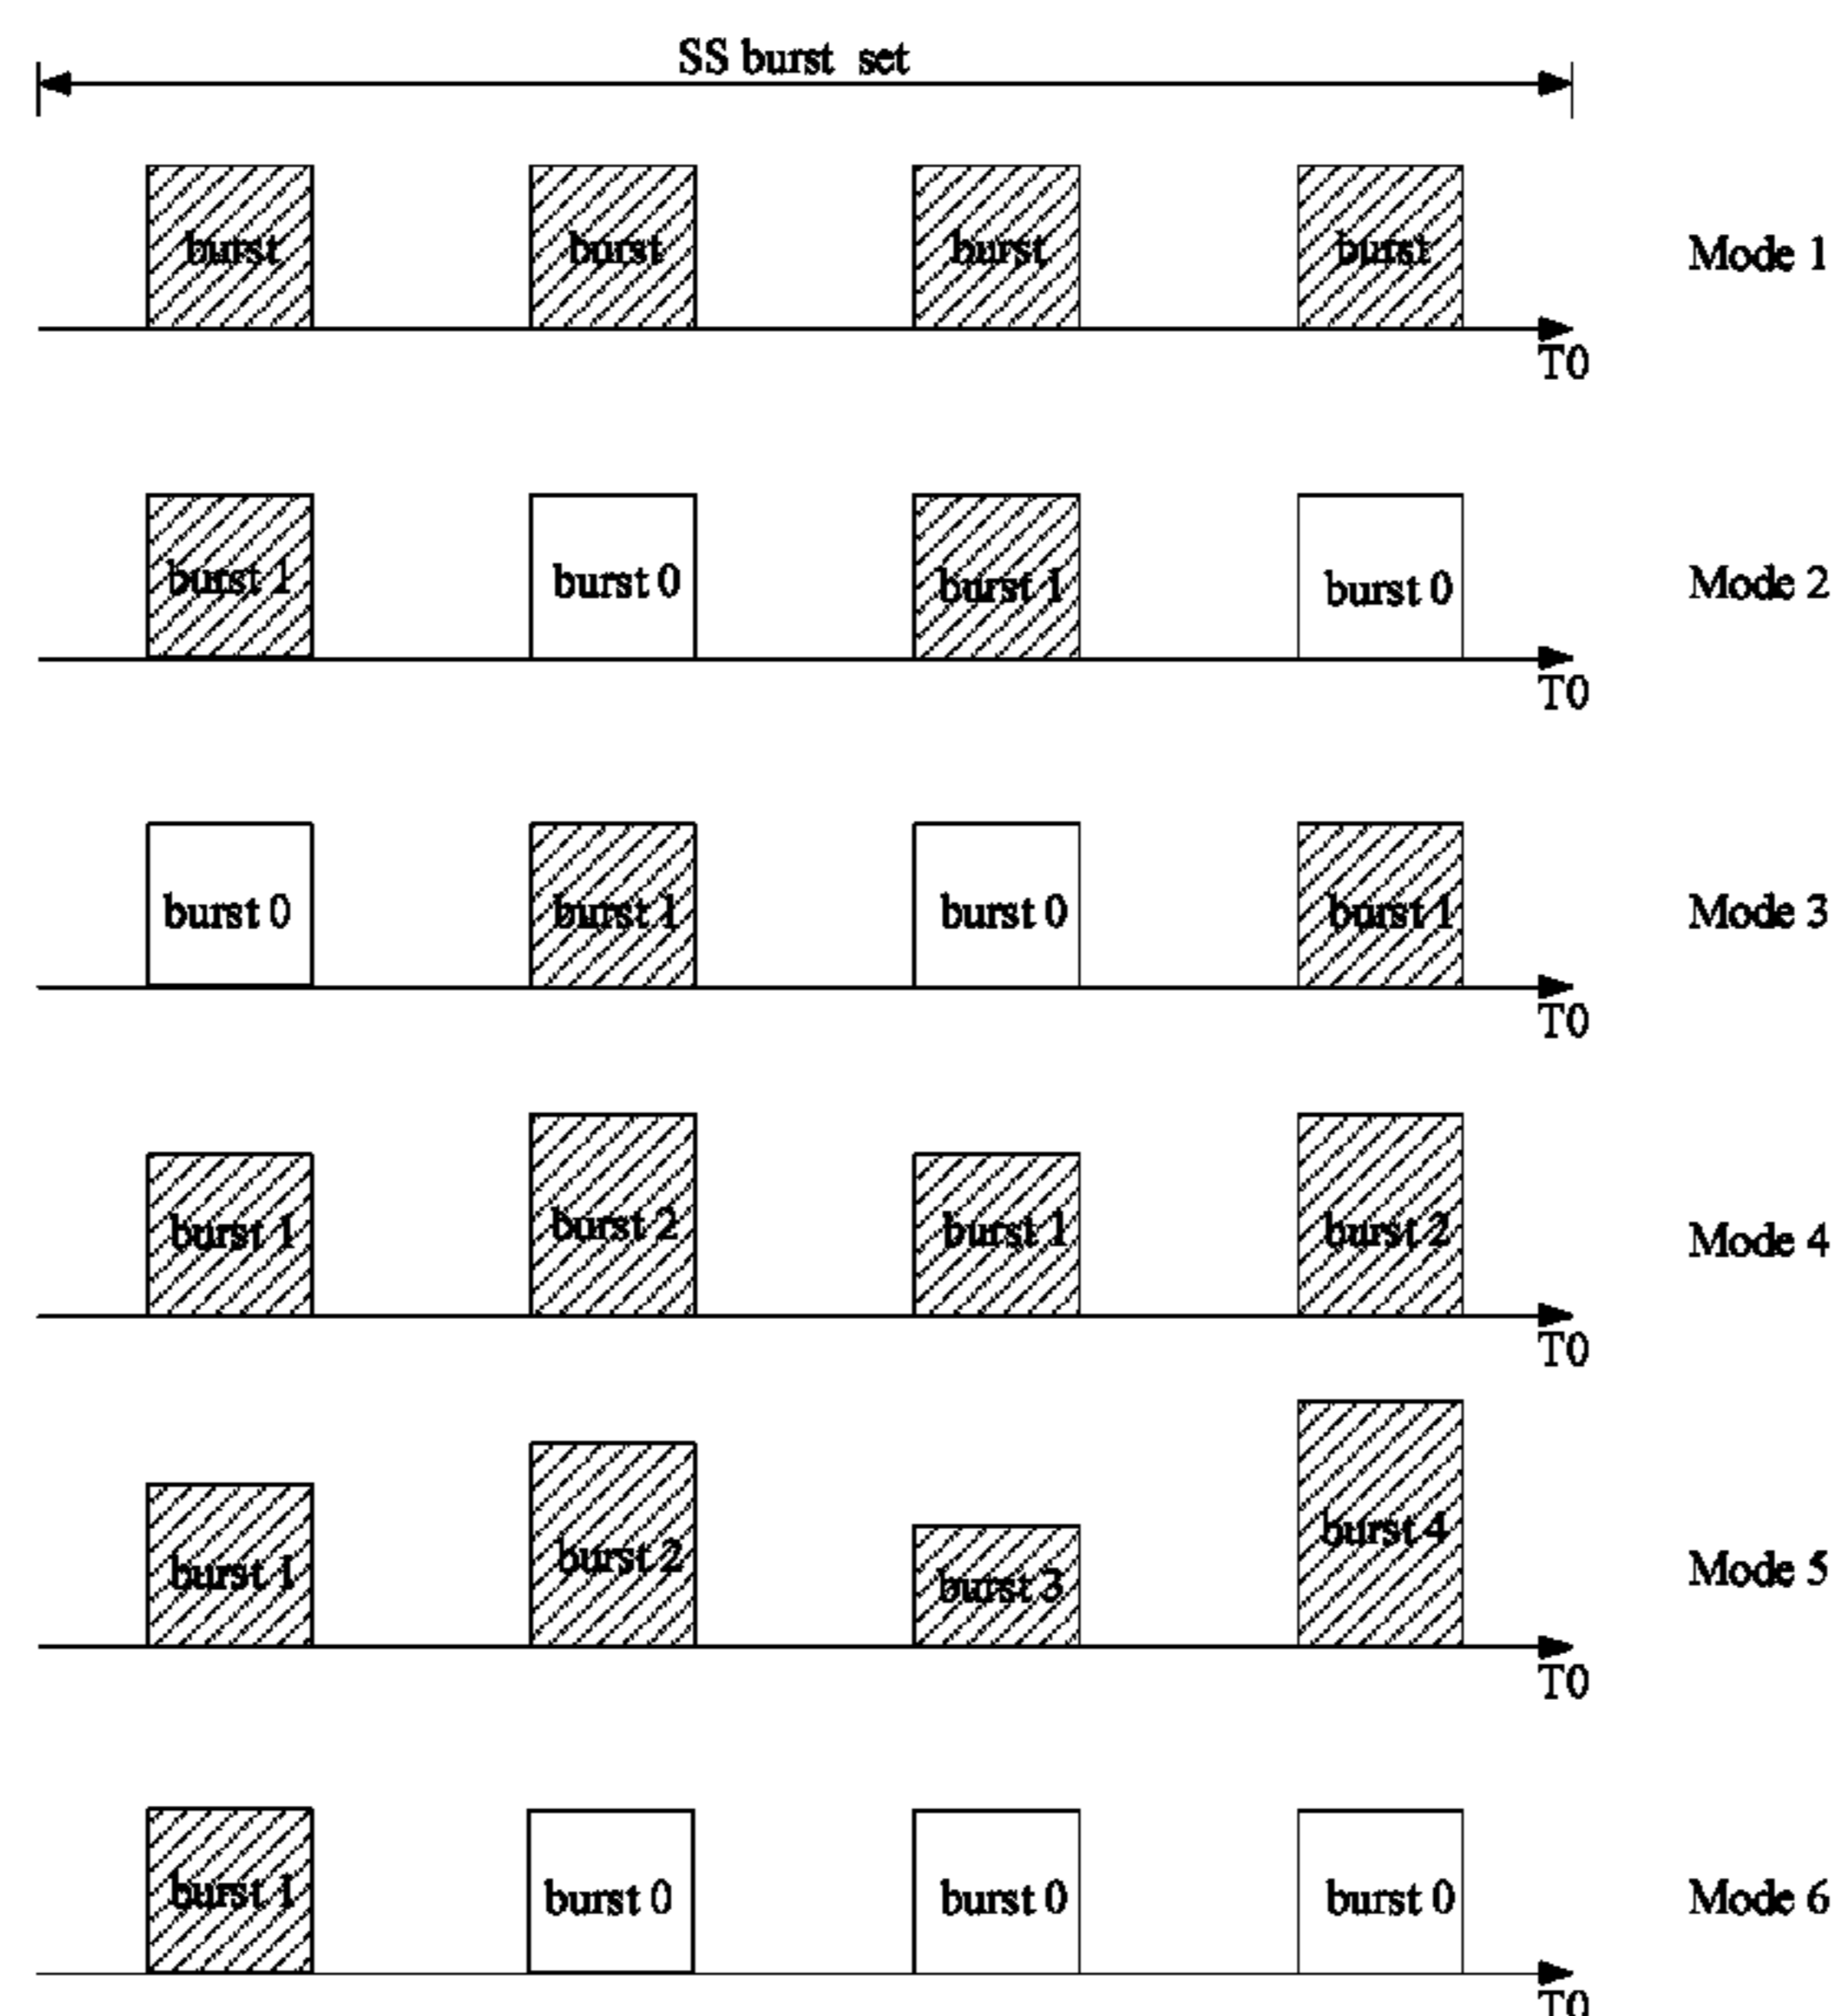 SS burst set
burst burst burst burst Mode 1
T0
burst 1 burst 0 burst 1 burst 0 Mode 2
T0
burst 0 burst 1 burst 0 burst 1 Mode 3
T0
burst 1 burst 2 burst 1 burst 2 Mode 4
T0
burst 1 burst 2 burst 3 burst 4 Mode 5
T0
burst 1 burst 0 burst 0 burst 0 Mode 6
T0